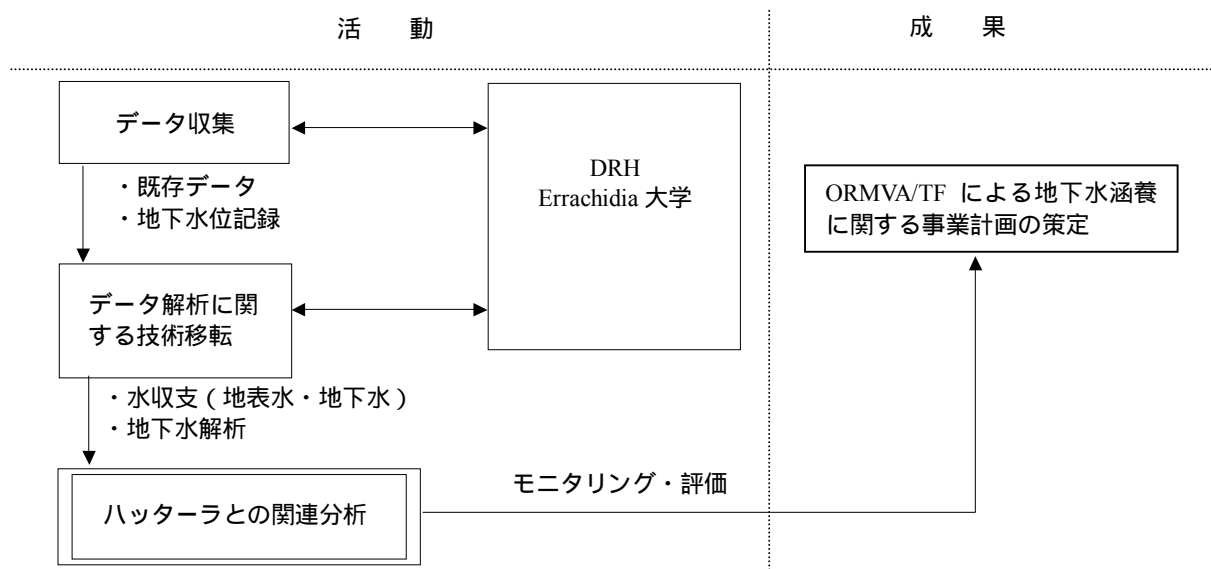 活　動
成　果
データ収集
DRH
Errachidia 大学
・既存データ
・地下水位記録
ORMVA/TF による地下水涵養
に関する事業計画の策定
データ解析に関
する技術移転
・水収支（地表水・地下水）
・地下水解析
ハッターラとの関連分析
モニタリング・評価